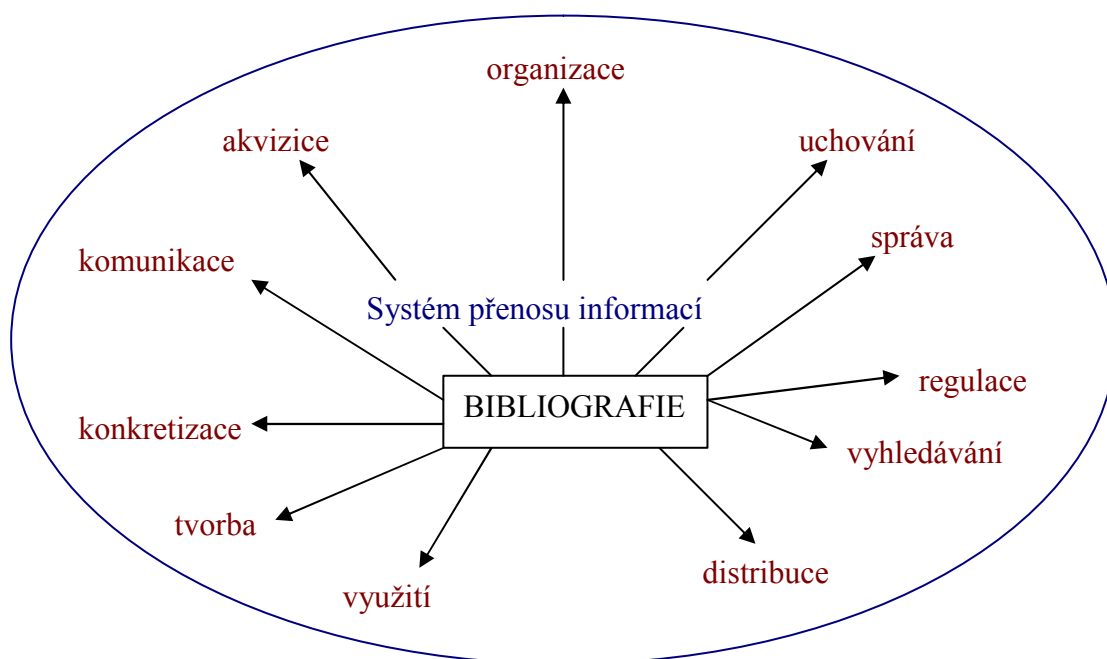 organizace
akvizice
uchování
správa
komunikace
Systém přenosu informací
regulace
BIBLIOGRAFIE
konkretizace
vyhledávání
tvorba
distribuce
využití